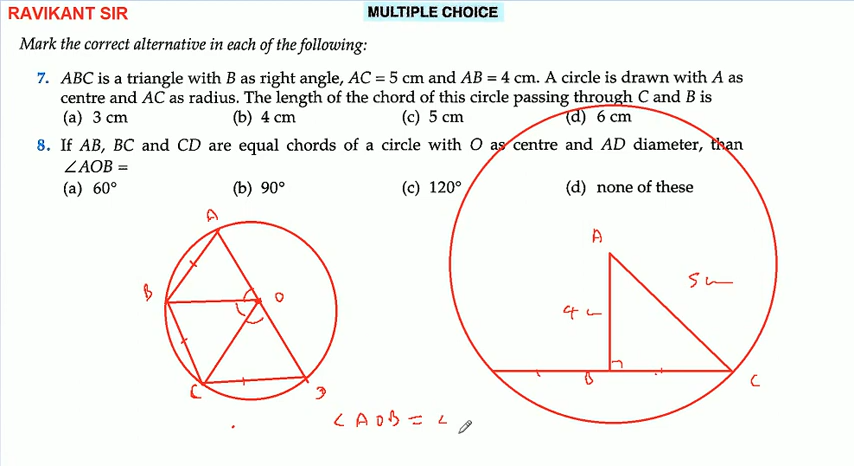 RAVIKANT SIR
MULTIPLE CHOICE
Mark the correct alternative in each of the following:
7. ABC is a triangle with B as right angle, AC = 5 cm and AB = 4 cm. A circle is drawn with A as
centre and AC as radius. The length of the chord of this circle passing through C and B is
(a) 3 cm (b) 4 cm (c) 5 cm (d) 6 cm
8. If AB, BC and CD are equal chords of a circle with O as centre and AD diameter, than
∠AOB =
(a) 60° (b) 90° (c) 120° (d) none of these
A
B
O
C
D
A
5 cm
4 cm
B
C
∠AOB = ∠